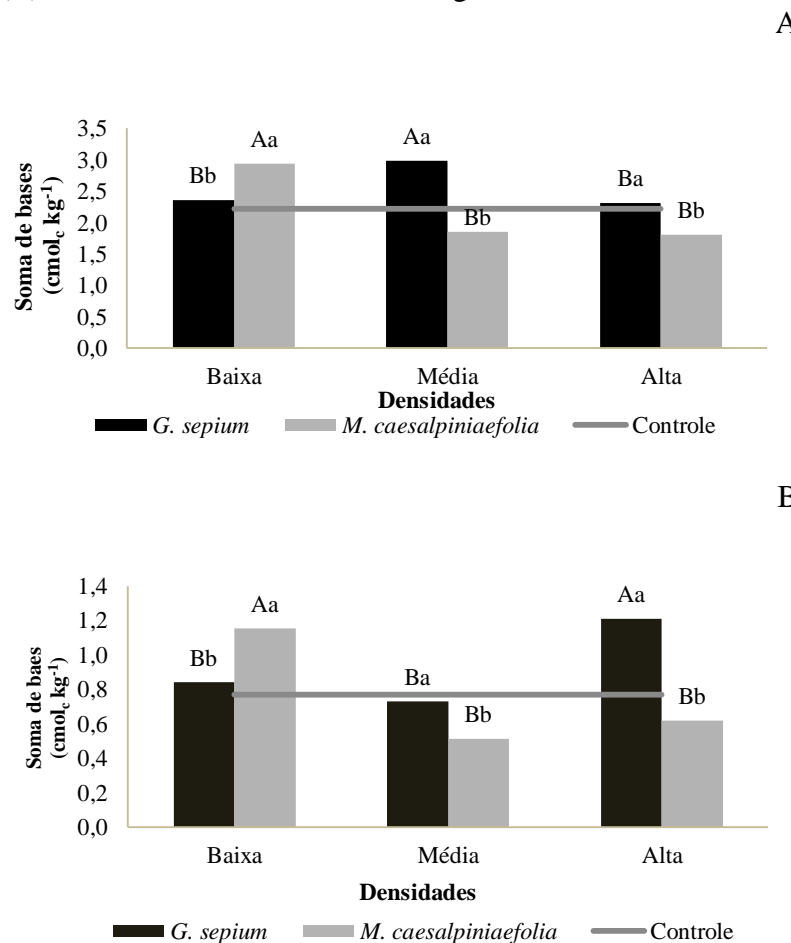 A
3,5
3,0
2,5
2,0
1,5
1,0
0,5
0,0
Soma de bases
(cmolc kg-1)
Bb
Aa
Aa
Bb
Ba
Bb
Baixa
Média
Alta
Densidades
G. sepium
M. caesalpiniaefolia
Controle
B
1,4
1,2
1,0
0,8
0,6
0,4
0,2
0,0
Soma de baes
(cmolc kg-1)
Bb
Aa
Ba
Bb
Aa
Bb
Baixa
Média
Alta
Densidades
G. sepium
M. caesalpiniaefolia
Controle